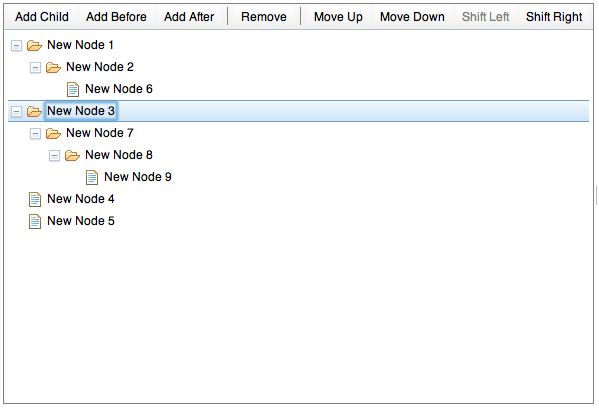 Add Child Add Before Add After Remove Move Up Move Down Shift Left Shift Right
New Node 1
New Node 2
New Node 6
New Node 3
New Node 7
New Node 8
New Node 9
New Node 4
New Node 5